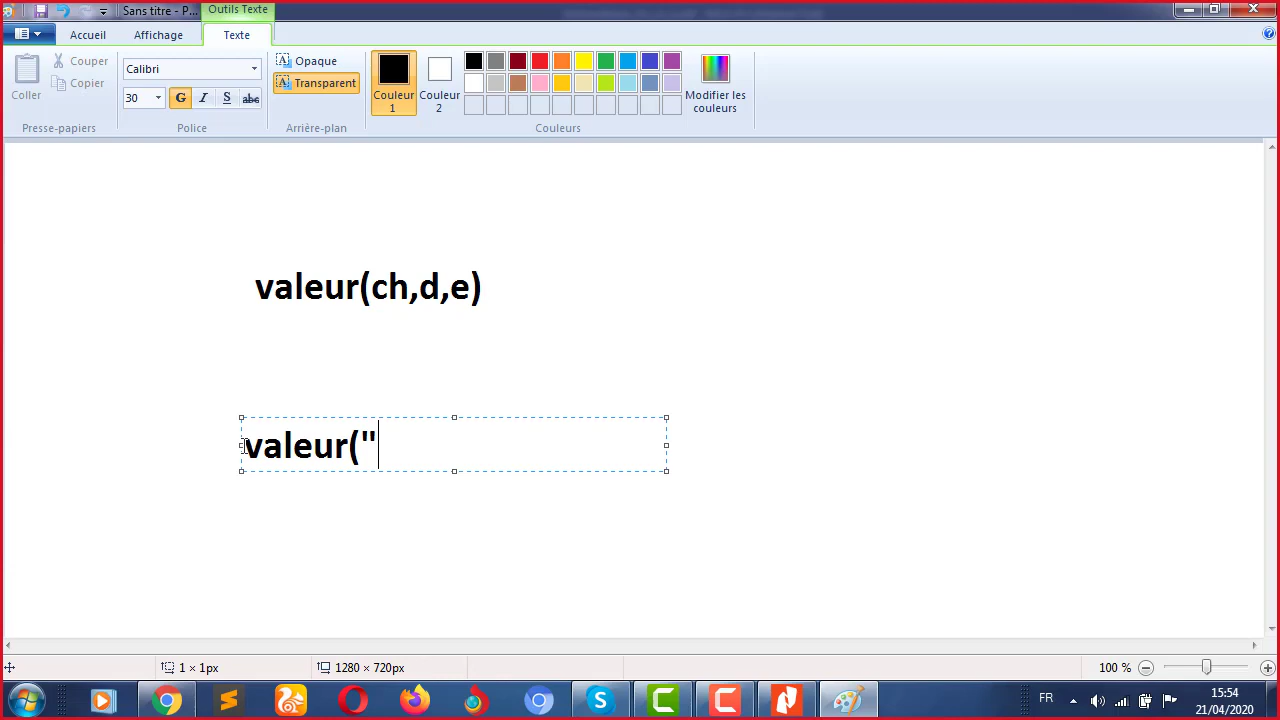 Sans titre - P... Outils Texte
Accueil Affichage Texte
Coller Couper Copier Presse-papiers
Calibri
30 G I S abc
Police
Opaque
Transparent
Arrière-plan
Couleur 1 Couleur 2 Modifier les couleurs
Couleurs
valeur(ch,d,e)
valeur("
1 × 1px 1280 × 720px 100 %
FR 15:54
21/04/2020